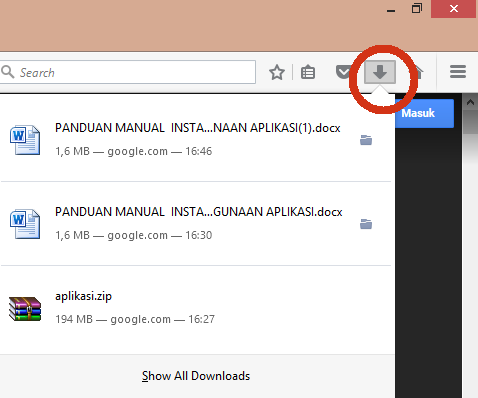 Search
Masuk
PANDUAN MANUAL INSTA...NAAN APLIKASI(1).docx
1,6 MB — google.com — 16:46
PANDUAN MANUAL INSTA...GUNAAN APLIKASI.docx
1,6 MB — google.com — 16:30
aplikasi.zip
194 MB — google.com — 16:27
Show All Downloads